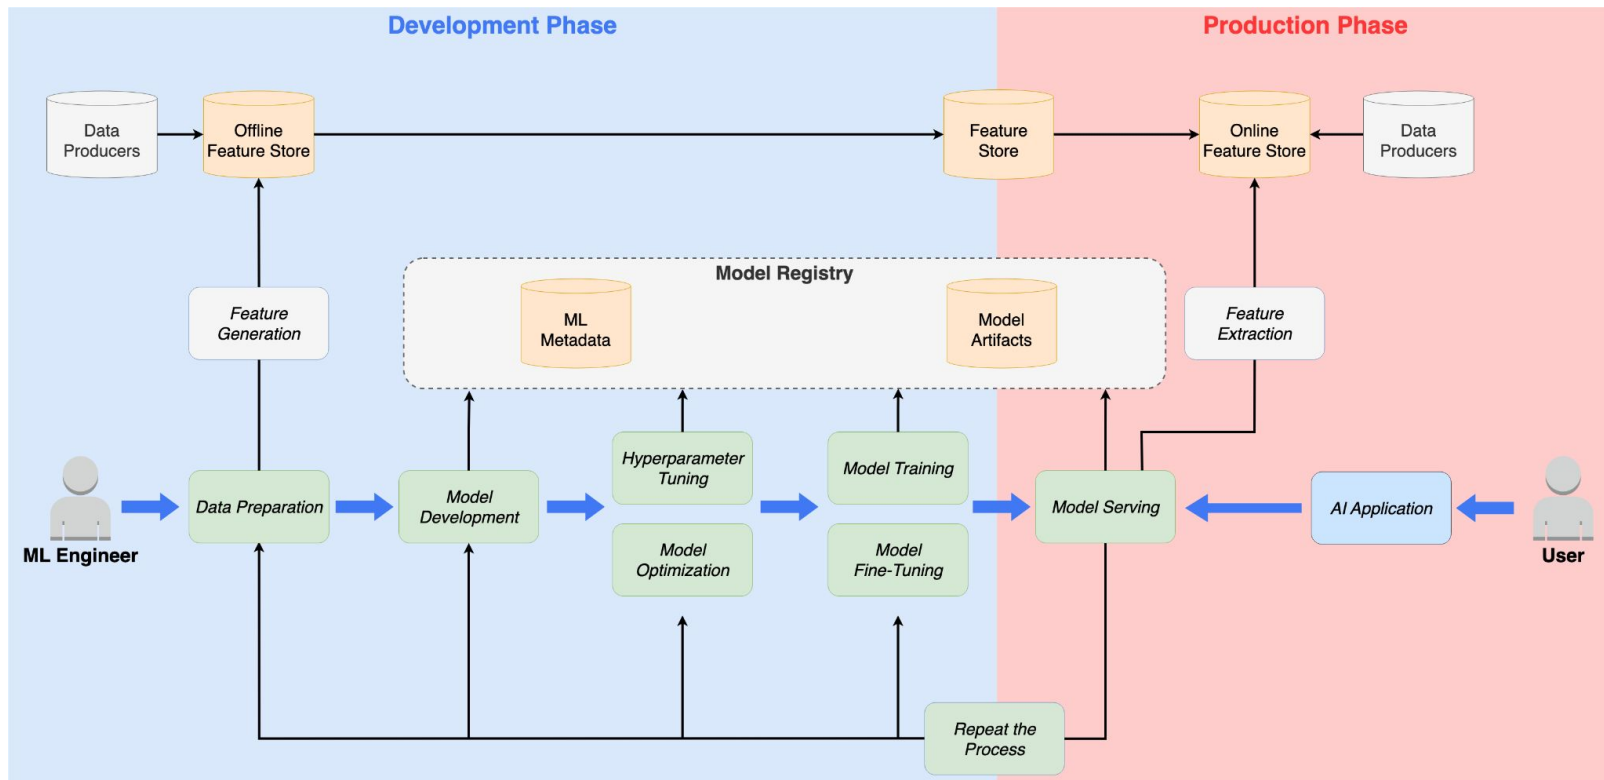 Development Phase
Production Phase
Data
Producers
Offline
Feature Store
Feature
Store
Online
Feature Store
Data
Producers
Model Registry
ML
Metadata
Model
Artifacts
Feature
Generation
Feature
Extraction
Hyperparameter
Tuning
Model Training
ML Engineer
Data Preparation
Model
Development
Model Serving
AI Application
User
Model
Optimization
Model
Fine-Tuning
Repeat the
Process